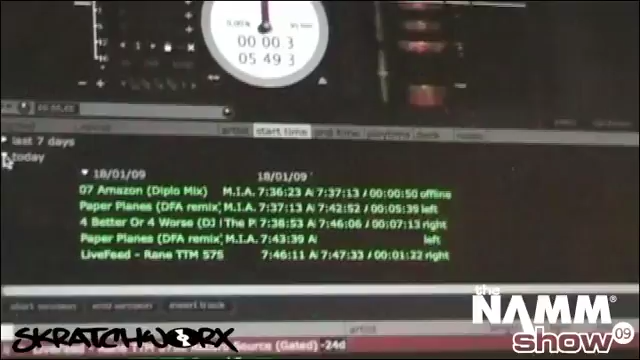 0.00%
00 00 3
05 49 3
artist start time end time playtime deck
last 7 days
today
18/01/09 18/01/09
07 Amazon (Diplo Mix) M.I.A. 7:36:23 A 7:37:13 / 00:00:50 offline
Paper Planes (DFA remix) M.I.A. 7:37:13 A 7:42:52 / 00:05:39 left
4 Better Or 4 Worse (DJ The P 7:38:53 A 7:46:06 / 00:07:13 right
Paper Planes (DFA remix) M.I.A. 7:43:39 A left
LiveFeed - Rane TTM 57S 7:46:11 A 7:47:33 / 00:01:22 right
start session end session insert track
artist
Source (Gated) -24d
SKRATCHWORX
the NAMM® show 09